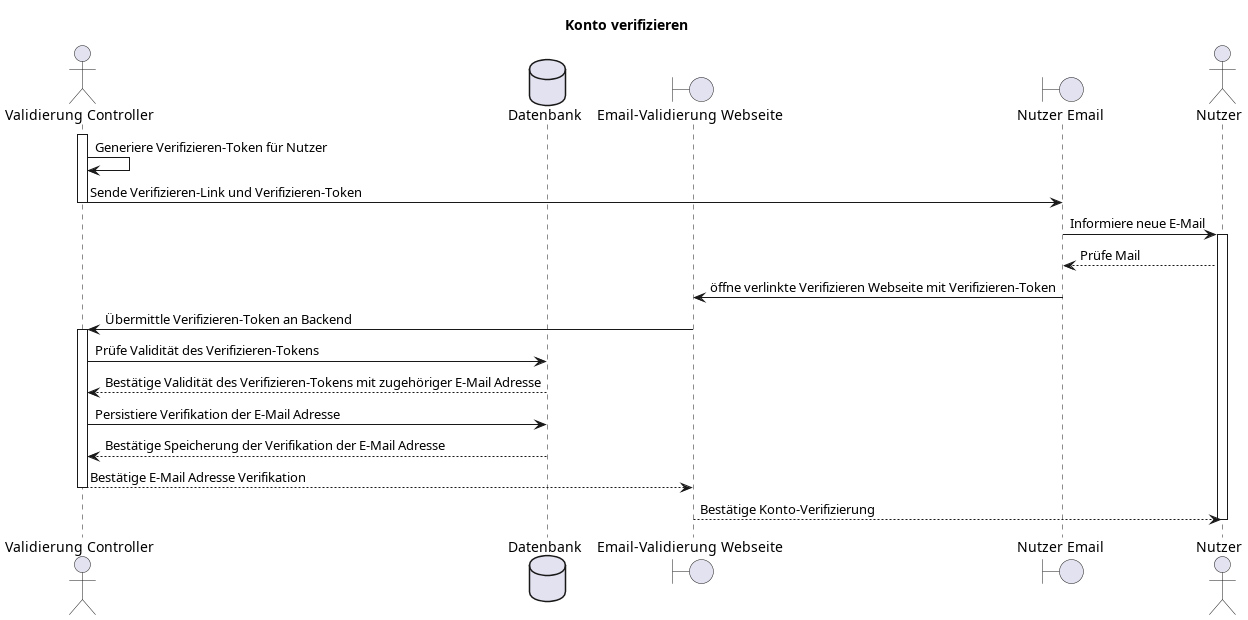 Konto verifizieren
Validierung Controller
Datenbank
Email-Validierung Webseite
Nutzer Email
Nutzer
Generiere Verifizieren-Token für Nutzer
Sende Verifizieren-Link und Verifizieren-Token
Informiere neue E-Mail
Prüfe Mail
öffne verlinkte Verifizieren Webseite mit Verifizieren-Token
Übermittle Verifizieren-Token an Backend
Prüfe Validität des Verifizieren-Tokens
Bestätige Validität des Verifizieren-Tokens mit zugehöriger E-Mail Adresse
Persistiere Verifikation der E-Mail Adresse
Bestätige Speicherung der Verifikation der E-Mail Adresse
Bestätige E-Mail Adresse Verifikation
Bestätige Konto-Verifizierung
Validierung Controller
Datenbank
Email-Validierung Webseite
Nutzer Email
Nutzer